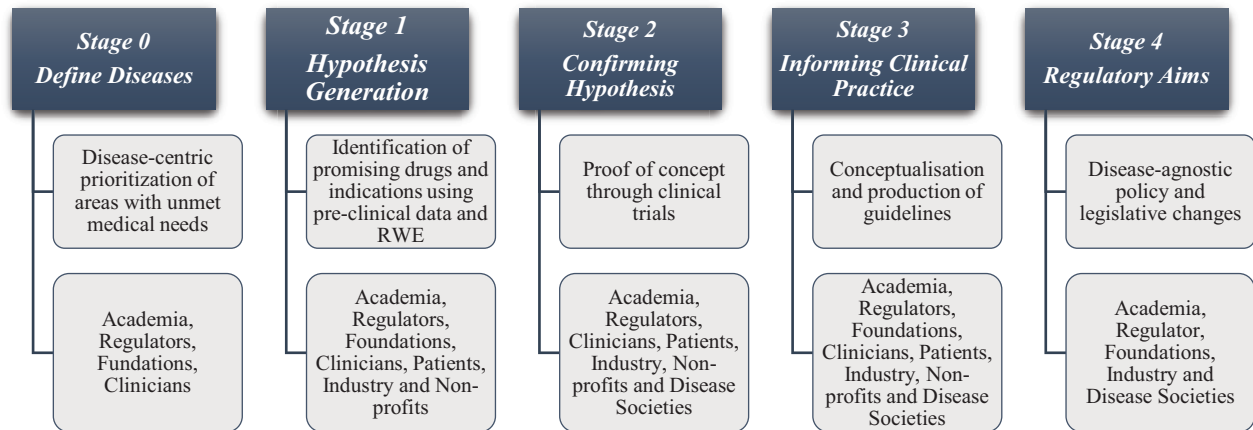 Stage 0
Define Diseases
Disease-centric
prioritization of
areas with unmet
medical needs
Academia,
Regulators,
Fundations,
Clinicians
Stage 1
Hypothesis
Generation
Identification of
promising drugs and
indications using
pre-clinical data and
RWE
Academia,
Regulators,
Foundations,
Clinicians, Patients,
Industry and Non-
profits
Stage 2
Confirming
Hypothesis
Proof of concept
through clinical
trials
Academia,
Regulators,
Clinicians, Patients,
Industry, Non-
profits and Disease
Societies
Stage 3
Informing Clinical
Practice
Conceptualisation
and production of
guidelines
Academia,
Regulators,
Foundations,
Clinicians, Patients,
Industry, Non-
profits and Disease
Societies
Stage 4
Regulatory Aims
Disease-agnostic
policy and
legislative changes
Academia,
Regulator,
Foundations,
Industry and
Disease Societies